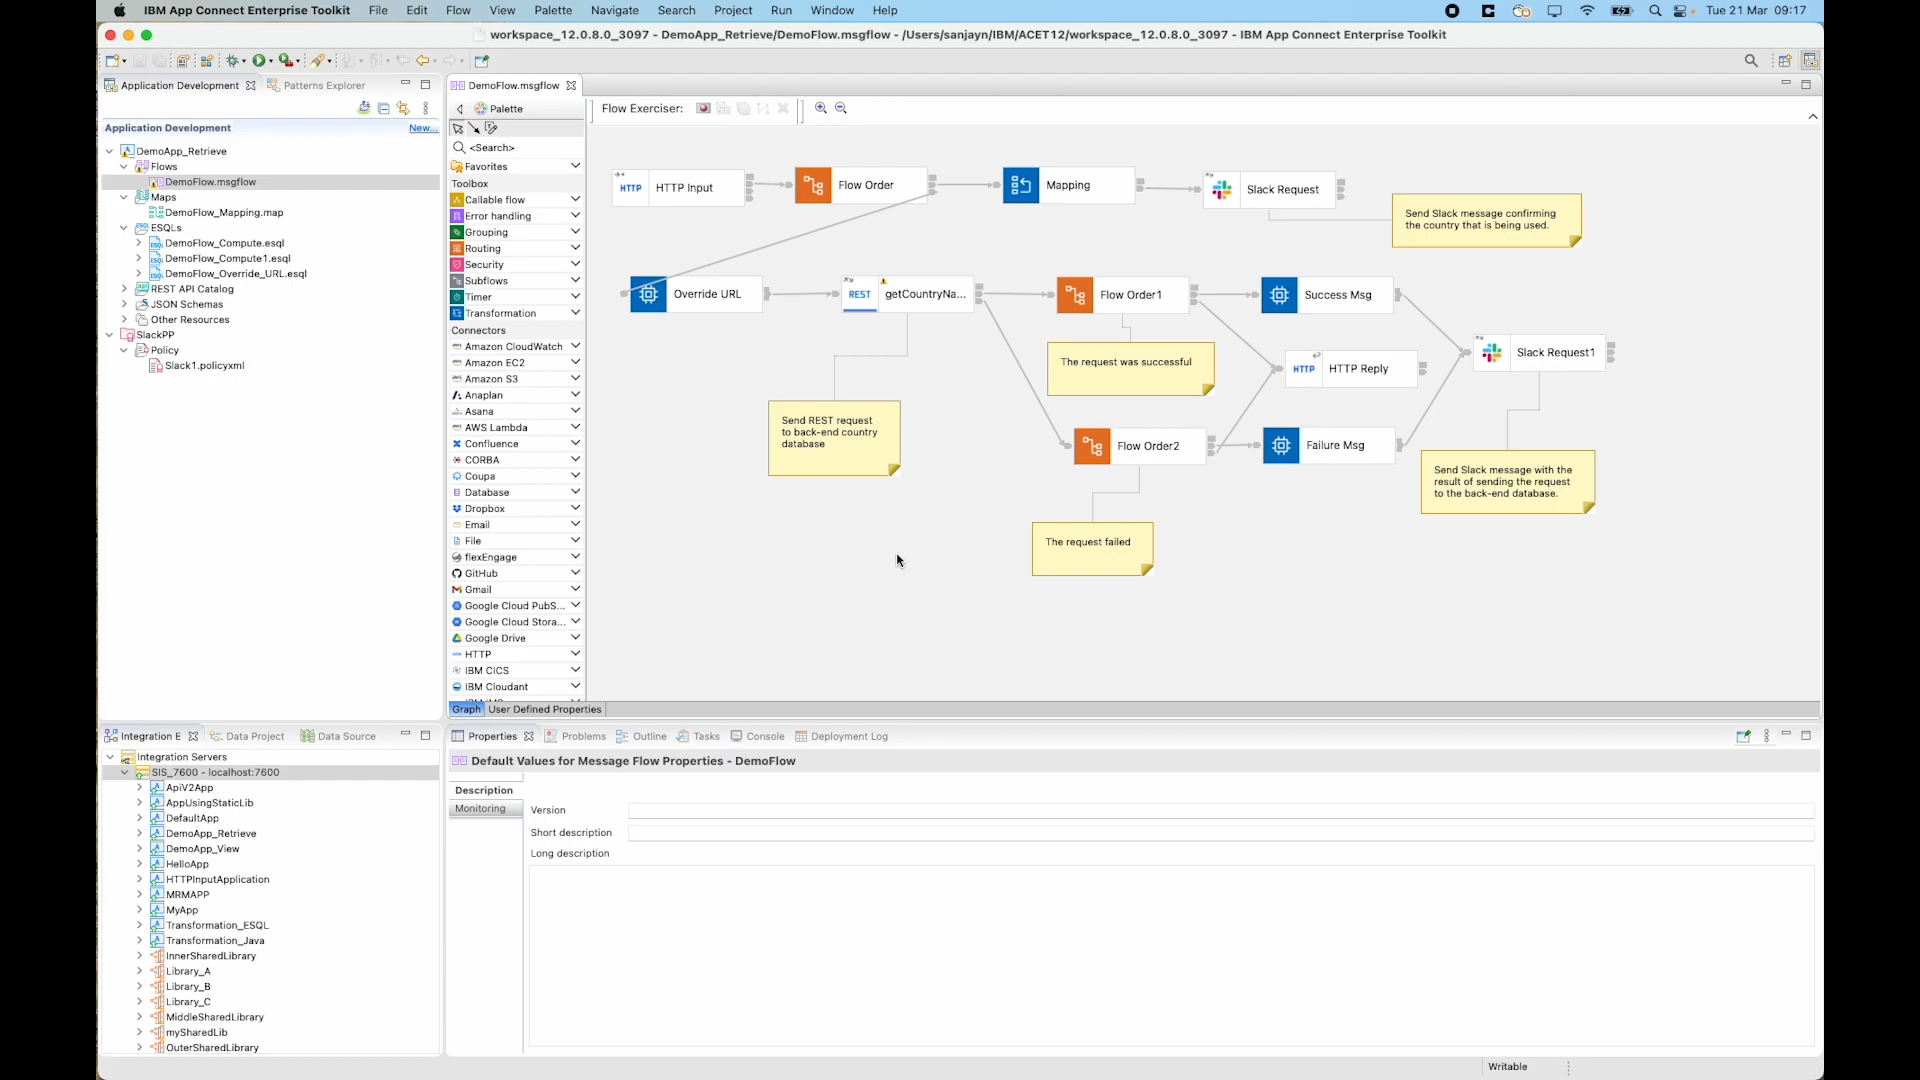 IBM App Connect Enterprise Toolkit File Edit Flow View Palette Navigate Search Project Run Window Help Tue 21 Mar 09:17
workspace_12.0.8.0_3097 - DemoApp_Retrieve/DemoFlow.msgflow - /Users/sanjayn/IBM/ACET12/workspace_12.0.8.0_3097 - IBM App Connect Enterprise Toolkit
Application Development Patterns Explorer
Application Development New...
DemoApp_Retrieve
Flows
DemoFlow.msgflow
Maps
DemoFlow_Mapping.map
ESQLs
DemoFlow_Compute.esql
DemoFlow_Compute1.esql
DemoFlow_Override_URL.esql
REST API Catalog
JSON Schemas
Other Resources
SlackPP
Policy
Slack1.policyxml
DemoFlow.msgflow
Palette
<Search>
Favorites
Toolbox
Callable flow
Error handling
Grouping
Routing
Security
Subflows
Timer
Transformation
Connectors
Amazon CloudWatch
Amazon EC2
Amazon S3
Anaplan
Asana
AWS Lambda
Confluence
CORBA
Coupa
Database
Dropbox
Email
File
flexEngage
GitHub
Gmail
Google Cloud PubS...
Google Cloud Stora...
Google Drive
HTTP
IBM CICS
IBM Cloudant
Flow Exerciser:
HTTP HTTP Input
Flow Order
Mapping
Slack Request
Send Slack message confirming
the country that is being used.
Override URL
REST getCountryNa...
Flow Order1
Success Msg
The request was successful
HTTP HTTP Reply
Slack Request1
Send REST request
to back-end country
database
Flow Order2
Failure Msg
Send Slack message with the
result of sending the request
to the back-end database.
The request failed
Graph User Defined Properties
Integration E Data Project Data Source
Integration Servers
SIS_7600 - localhost:7600
ApiV2App
AppUsingStaticLib
DefaultApp
DemoApp_Retrieve
DemoApp_View
HelloApp
HTTPInputApplication
MRMAPP
MyApp
Transformation_ESQL
Transformation_Java
InnerSharedLibrary
Library_A
Library_B
Library_C
MiddleSharedLibrary
mySharedLib
OuterSharedLibrary
Properties Problems Outline Tasks Console Deployment Log
Default Values for Message Flow Properties - DemoFlow
Description
Monitoring
Version
Short description
Long description
Writable